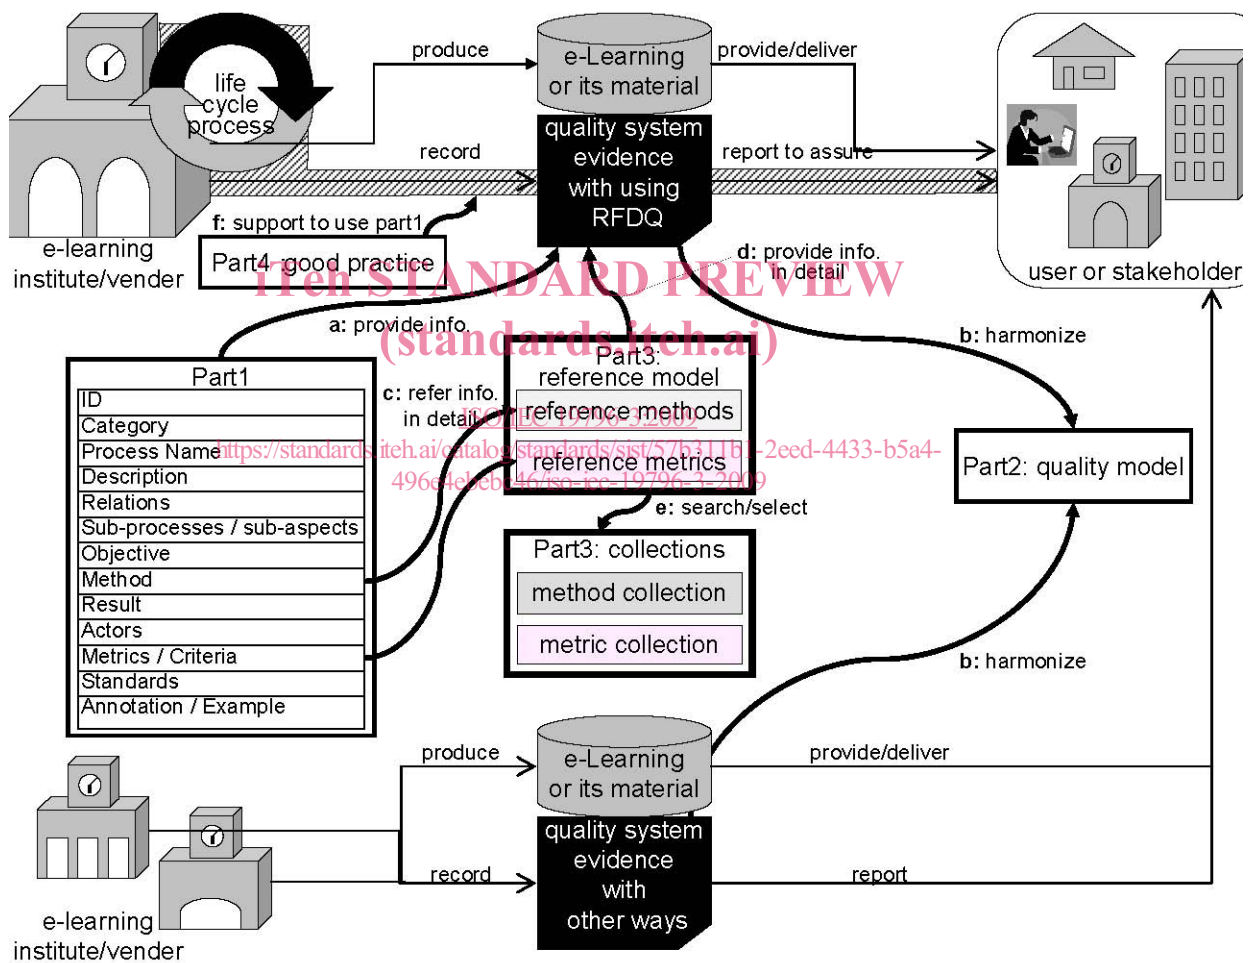 produce
provide/deliver
e-Learning
or its material
life
cycle
process
quality system
evidence
with using
RFDQ
record
report to assure
e-learning
institute/vender
f: support to use part1
Part4 :good practice
d: provide info.
in detail
user or stakeholder
iTeh STANDARD PREVIEW
(standards.iteh.ai)
a: provide info.
b: harmonize
Part1
ID
Category
Process Name
Description
Relations
Sub-processes / sub-aspects
Objective
Method
Result
Actors
Metrics / Criteria
Standards
Annotation / Example
c: refer info.
in detail
Part3:
reference model
reference methods
reference metrics
ISO/IEC 19796-3:2009
https://standards.iteh.ai/catalog/standards/sist/57b311b1-2eed-4433-b5a4-
496e4ebebc46/iso-iec-19796-3-2009
Part2: quality model
e: search/select
Part3: collections
method collection
metric collection
b: harmonize
produce
e-Learning
or its material
provide/deliver
quality system
evidence
with
other ways
record
report
e-learning
institute/vender